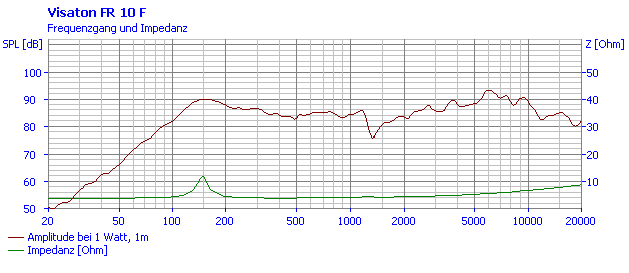 Visaton FR 10 F
Frequenzgang und Impedanz
SPL [dB] Z [Ohm]
100 50
90 40
80 30
70 20
60 10
50
20 50 100 200 500 1000 2000 5000 10000 20000
Amplitude bei 1 Watt, 1m
Impedanz [Ohm]